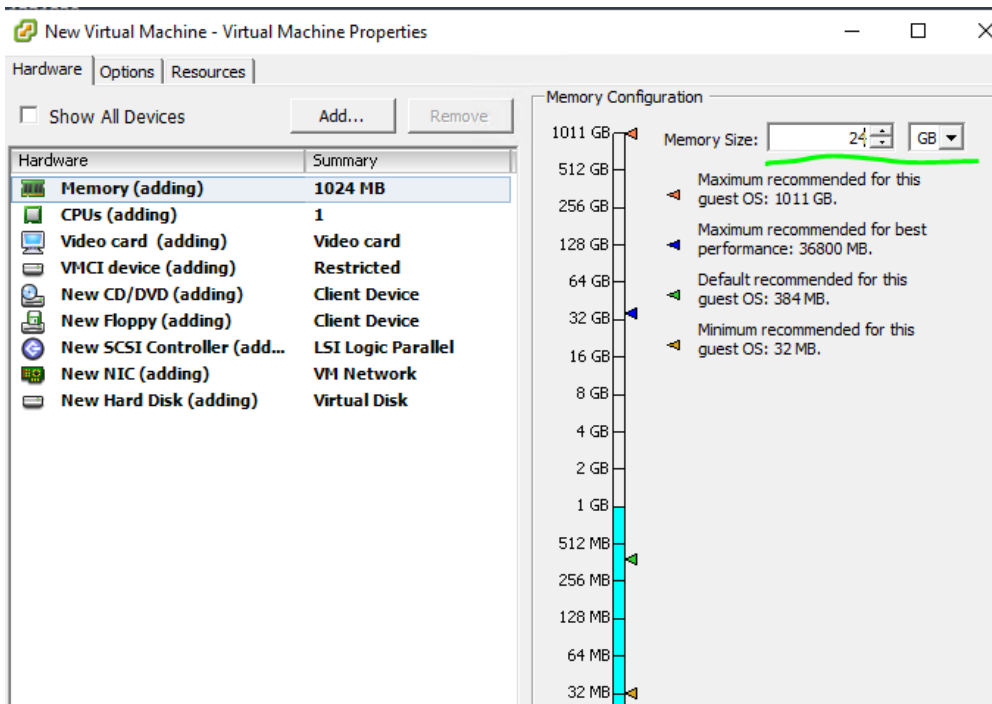 New Virtual Machine - Virtual Machine Properties
Hardware Options Resources
Show All Devices Add... Remove
Hardware Summary
Memory (adding) 1024 MB
CPUs (adding) 1
Video card (adding) Video card
VMCI device (adding) Restricted
New CD/DVD (adding) Client Device
New Floppy (adding) Client Device
New SCSI Controller (add... LSI Logic Parallel
New NIC (adding) VM Network
New Hard Disk (adding) Virtual Disk
Memory Configuration
Memory Size: 24 GB
Maximum recommended for this
guest OS: 1011 GB.
Maximum recommended for best
performance: 36800 MB.
Default recommended for this
guest OS: 384 MB.
Minimum recommended for this
guest OS: 32 MB.
1011 GB
512 GB
256 GB
128 GB
64 GB
32 GB
16 GB
8 GB
4 GB
2 GB
1 GB
512 MB
256 MB
128 MB
64 MB
32 MB